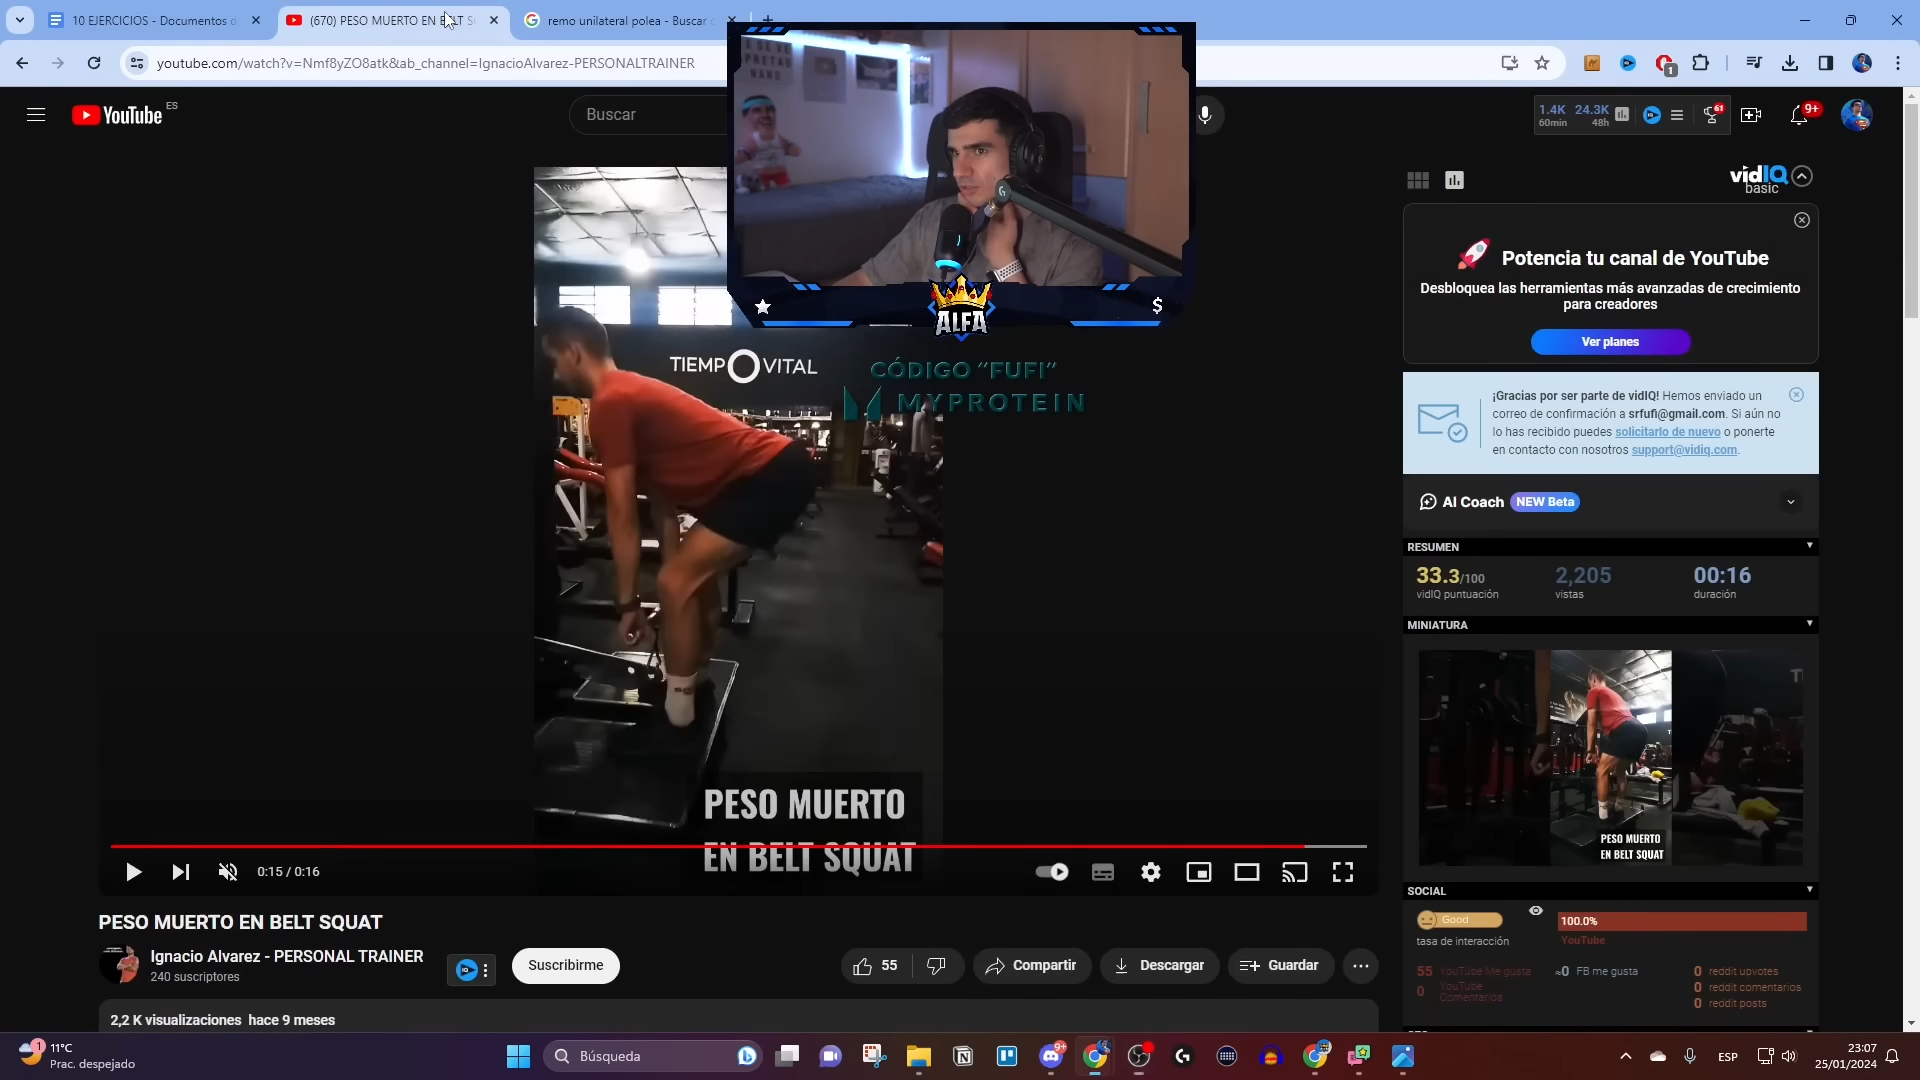 10 EJERCICIOS - Documentos d
(670) PESO MUERTO EN BELT S
remo unilateral polea - Buscar
youtube.com/watch?v=Nmf8yZO8atk&ab_channel=IgnacioAlvarez-PERSONALTRAINER
1
YouTube
ES
Buscar
1.4K
60min
24.3K
48h
61
9+
ALFA
$
vidIQ
basic
Potencia tu canal de YouTube
Desbloquea las herramientas más avanzadas de crecimiento
para creadores
Ver planes
TIEMPO VITAL
CÓDIGO "FUFI"
MYPROTEIN
¡Gracias por ser parte de vidIQ! Hemos enviado un
correo de confirmación a srfufi@gmail.com. Si aún no
lo has recibido puedes solicitarlo de nuevo o ponerte
en contacto con nosotros support@vidiq.com.
AI Coach NEW Beta
RESUMEN
33.3/100
vidIQ puntuación
2,205
vistas
00:16
duración
MINIATURA
PESO MUERTO
EN BELT SQUAT
PESO MUERTO
EN BELT SQUAT
0:15 / 0:16
SOCIAL
Good
tasa de interacción
100.0%
YouTube
55 YouTube Me gusta
0 YouTube
Comentarios
≈0 FB me gusta
0 reddit upvotes
0 reddit comentarios
0 reddit posts
PESO MUERTO EN BELT SQUAT
Ignacio Alvarez - PERSONAL TRAINER
240 suscriptores
Suscribirme
55
Compartir
Descargar
Guardar
2,2 K visualizaciones hace 9 meses
1
11°C
Prac. despejado
Búsqueda
9+
ESP
23:07
25/01/2024